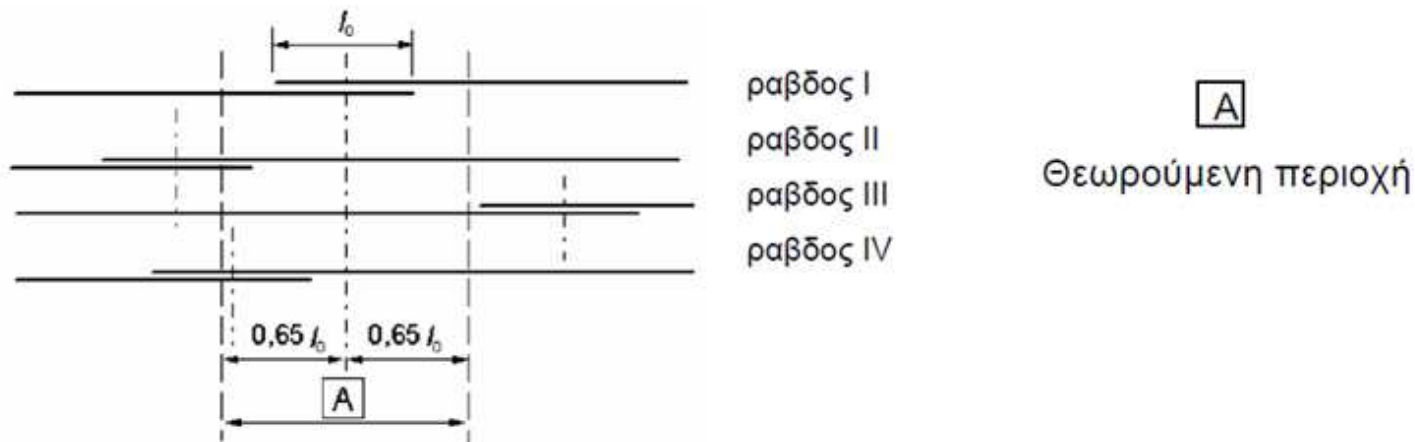 l₀
ραβδος I
ραβδος II
ραβδος III
ραβδος IV
0,65 l₀
0,65 l₀
A
A
Θεωρούμενη περιοχή